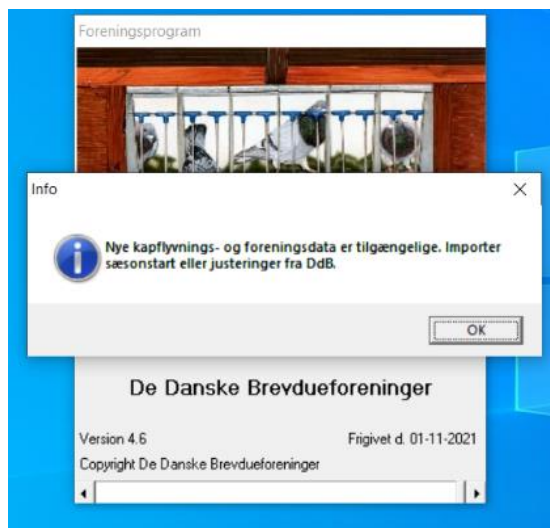 Foreningsprogram
Info
Nye kapflyvnings- og foreningsdata er tilgængelige. Importer
sæsonstart eller justeringer fra DdB.
OK
De Danske Brevdueforeninger
Version 4.6
Frigivet d. 01-11-2021
Copyright De Danske Brevdueforeninger